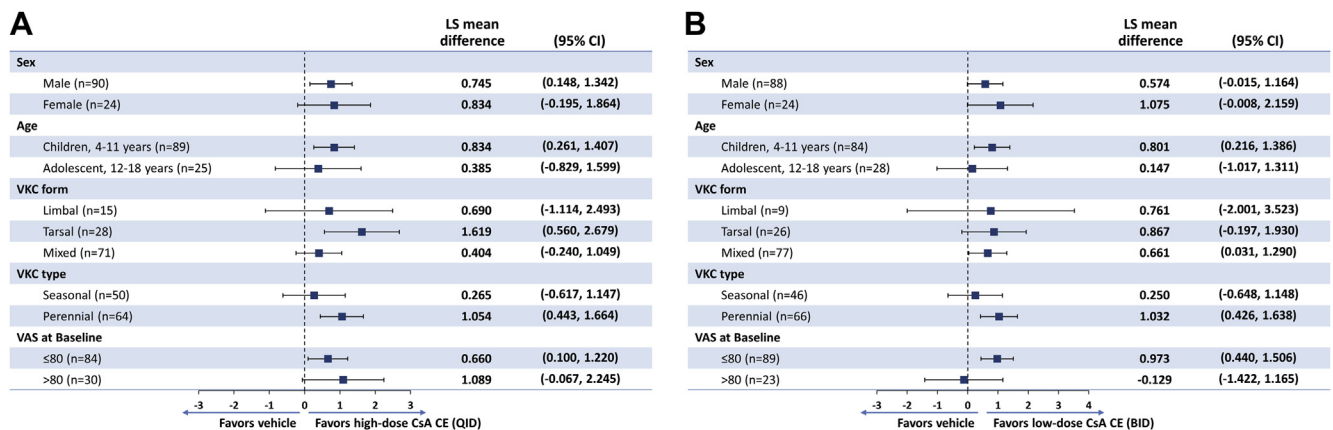 A
LS mean
difference (95% CI)
Sex
Male (n=90) 0.745 (0.148, 1.342)
Female (n=24) 0.834 (-0.195, 1.864)
Age
Children, 4-11 years (n=89) 0.834 (0.261, 1.407)
Adolescent, 12-18 years (n=25) 0.385 (-0.829, 1.599)
VKC form
Limbal (n=15) 0.690 (-1.114, 2.493)
Tarsal (n=28) 1.619 (0.560, 2.679)
Mixed (n=71) 0.404 (-0.240, 1.049)
VKC type
Seasonal (n=50) 0.265 (-0.617, 1.147)
Perennial (n=64) 1.054 (0.443, 1.664)
VAS at Baseline
≤80 (n=84) 0.660 (0.100, 1.220)
>80 (n=30) 1.089 (-0.067, 2.245)
-3 -2 -1 0 1 2 3
Favors vehicle Favors high-dose CsA CE (QID)
B
LS mean
difference (95% CI)
Sex
Male (n=88) 0.574 (-0.015, 1.164)
Female (n=24) 1.075 (-0.008, 2.159)
Age
Children, 4-11 years (n=84) 0.801 (0.216, 1.386)
Adolescent, 12-18 years (n=28) 0.147 (-1.017, 1.311)
VKC form
Limbal (n=9) 0.761 (-2.001, 3.523)
Tarsal (n=26) 0.867 (-0.197, 1.930)
Mixed (n=77) 0.661 (0.031, 1.290)
VKC type
Seasonal (n=46) 0.250 (-0.648, 1.148)
Perennial (n=66) 1.032 (0.426, 1.638)
VAS at Baseline
≤80 (n=89) 0.973 (0.440, 1.506)
>80 (n=23) -0.129 (-1.422, 1.165)
-3 -2 -1 0 1 2 3 4
Favors vehicle Favors low-dose CsA CE (BID)